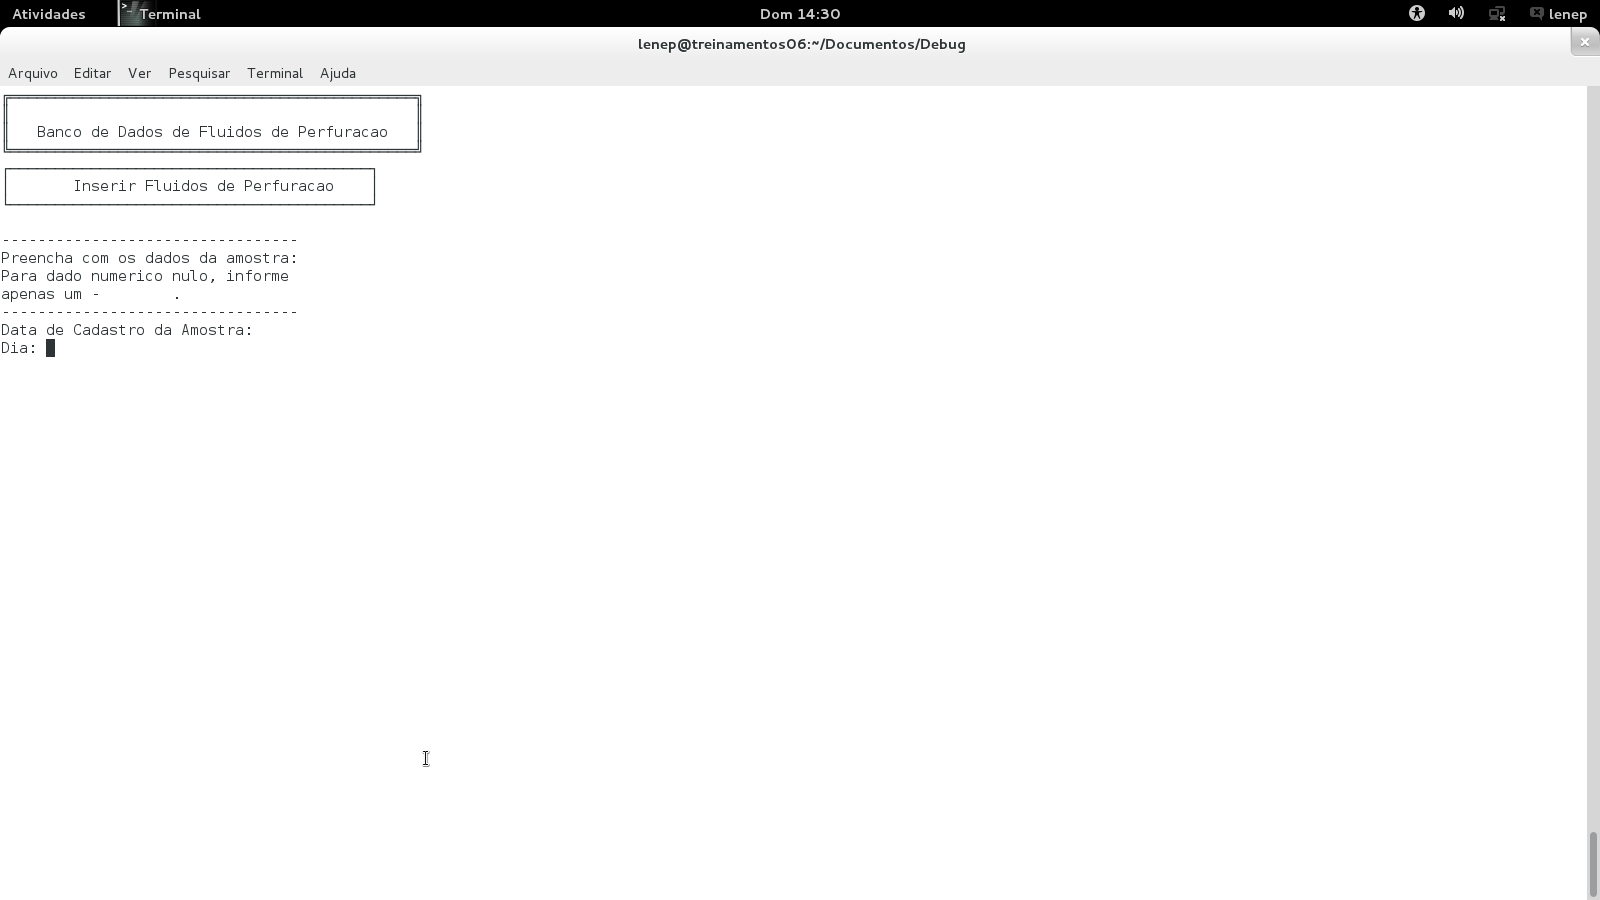 Atividades Terminal Dom 14:30 lenep
lenep@treinamentos06:~/Documentos/Debug
Arquivo Editar Ver Pesquisar Terminal Ajuda
Banco de Dados de Fluidos de Perfuracao
Inserir Fluidos de Perfuracao
---------------------------------
Preencha com os dados da amostra:
Para dado numerico nulo, informe
apenas um -        .
---------------------------------
Data de Cadastro da Amostra:
Dia: